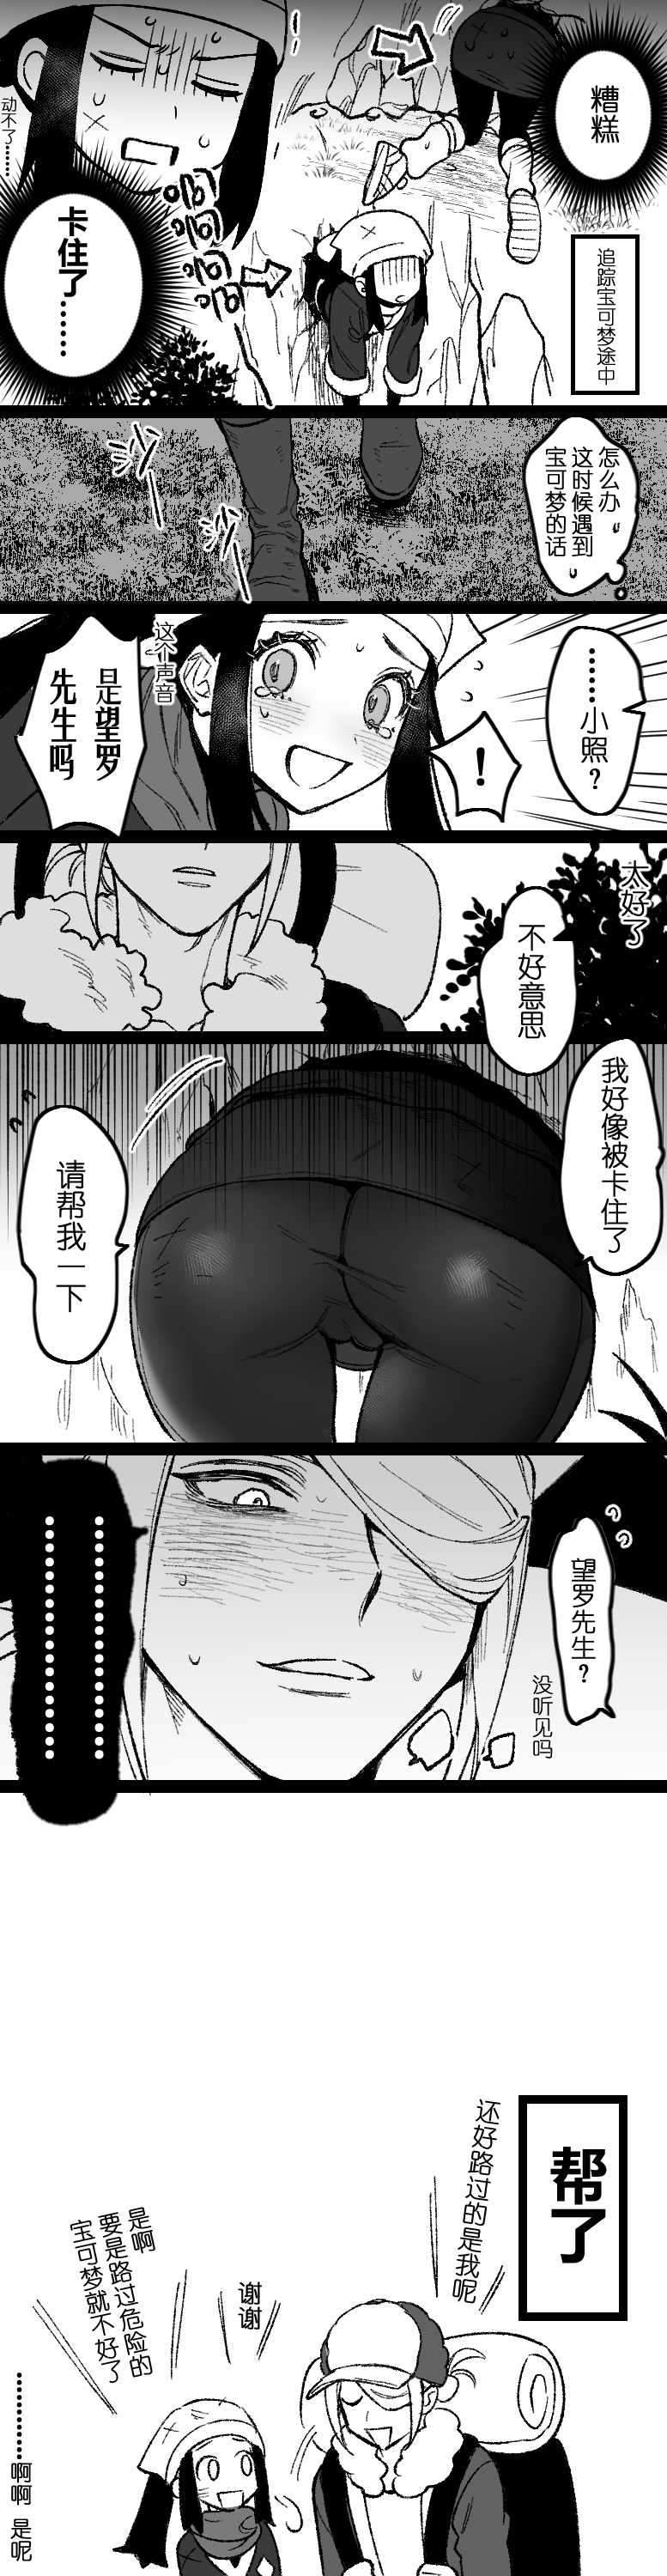 糟糕
追踪宝可梦途中
动不了……
呴呴呴呴
卡住了……
怎么办
这时候遇到
宝可梦的话
沙
沙
……小照？
！
这个声音
是望罗
先生吗
太好了
不好意思
我好像被卡住了
请帮我一下
望罗先生？
没听见吗
………………………………
帮了
还好路过的是我呢
谢谢
是啊
要是路过危险的
宝可梦就不好了
…………啊啊 是呢